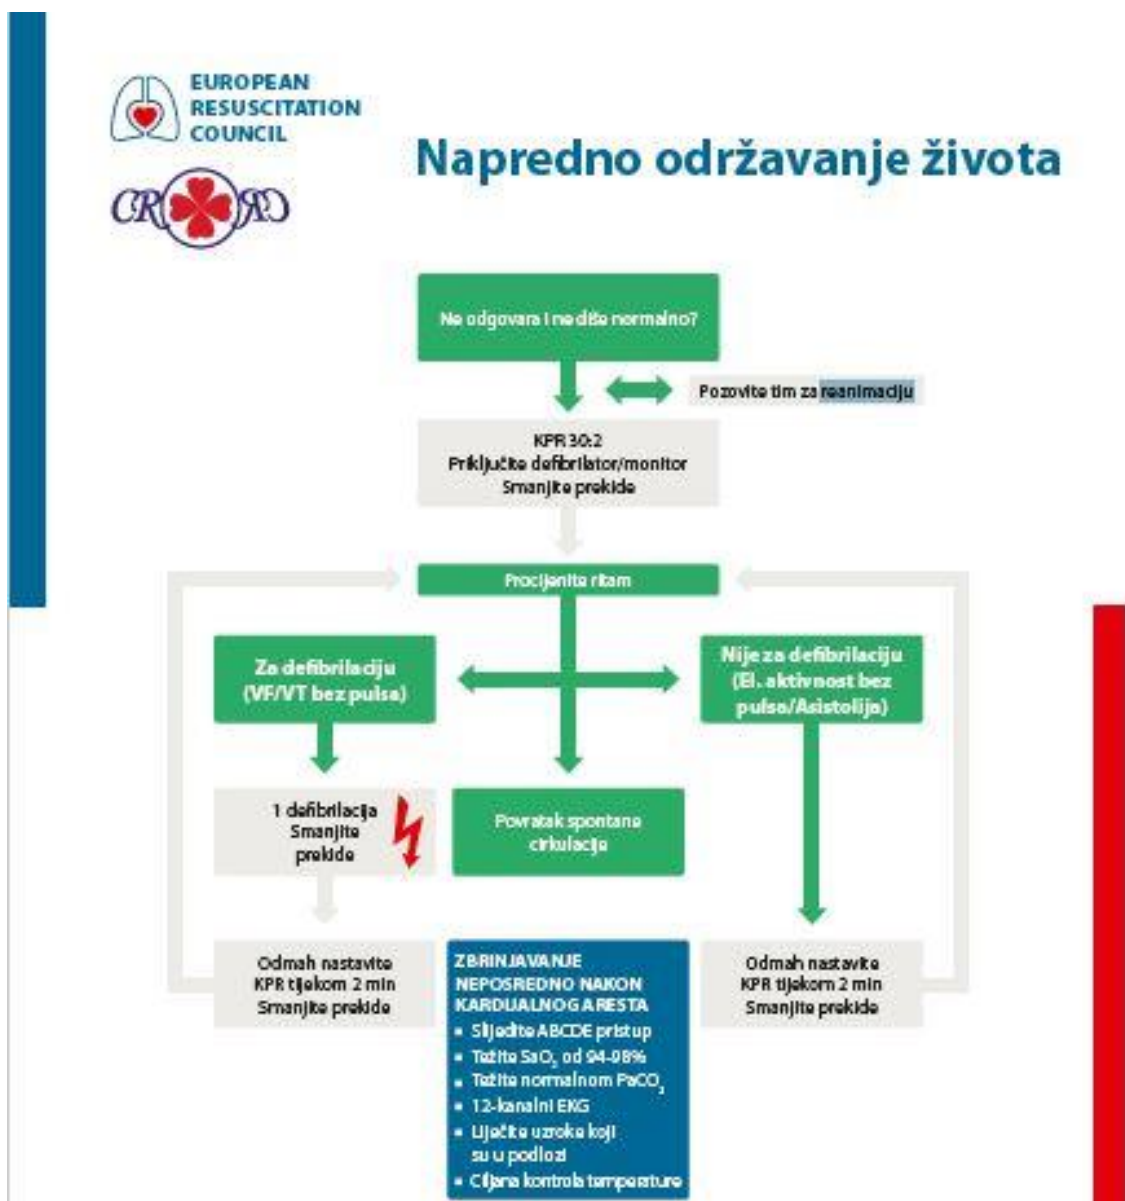 EUROPEAN
RESUSCITATION
COUNCIL
Napredno održavanje života
Ne odgovara i ne diše normalno?
Pozovite tim za reanimaciju
KPR 30:2
Priključite defibrilator/monitor
Smanjite prekide
Procijenite ritam
Za defibrilaciju
(VF/VT bez pulsa)
Nije za defibrilaciju
(El. aktivnost bez
pulsa/Asistolija)
1 defibrilacija
Smanjite
prekide
Povratak spontane
cirkulacije
Odmah nastavite
KPR tijekom 2 min
Smanjite prekide
ZBRINJAVANJE
NEPOSREDNO NAKON
KARDIJALNOG ARESTA
▪ Slijedite ABCDE pristup
▪ Težite SaO₂ od 94-98%
▪ Težite normalnom PaCO₂
▪ 12-kanalni EKG
▪ Liječite uzroke koji
su u podlozi
▪ Ciljana kontrola temperature
Odmah nastavite
KPR tijekom 2 min
Smanjite prekide